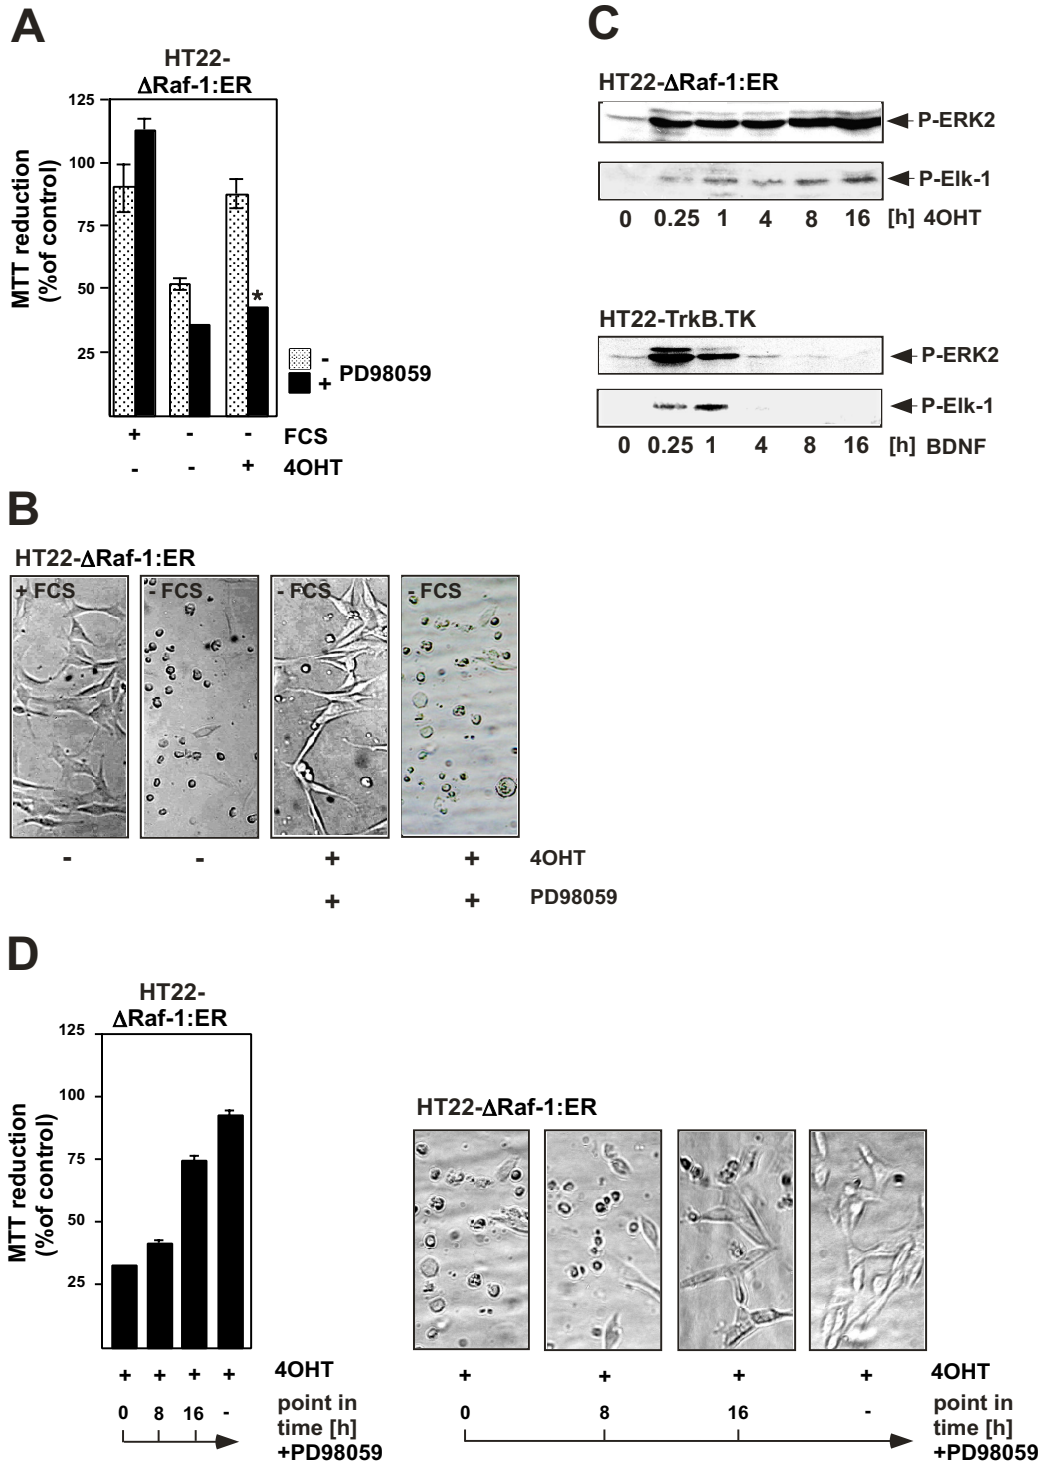 A
HT22-
ΔRaf-1:ER
125
100
75
50
25
MTT reduction
(%of control)
*
-
+ PD98059
+ - - FCS
- - + 4OHT
C
HT22-ΔRaf-1:ER
P-ERK2
P-Elk-1
0 0.25 1 4 8 16 [h] 4OHT
HT22-TrkB.TK
P-ERK2
P-Elk-1
0 0.25 1 4 8 16 [h] BDNF
B
HT22-ΔRaf-1:ER
+ FCS - FCS - FCS - FCS
- - + + 4OHT
+ + PD98059
D
HT22-
ΔRaf-1:ER
125
100
75
50
25
MTT reduction
(%of control)
+ + + + 4OHT
0 8 16 - point in
time [h]
+PD98059
HT22-ΔRaf-1:ER
+ + + + 4OHT
0 8 16 - point in
time [h]
+PD98059